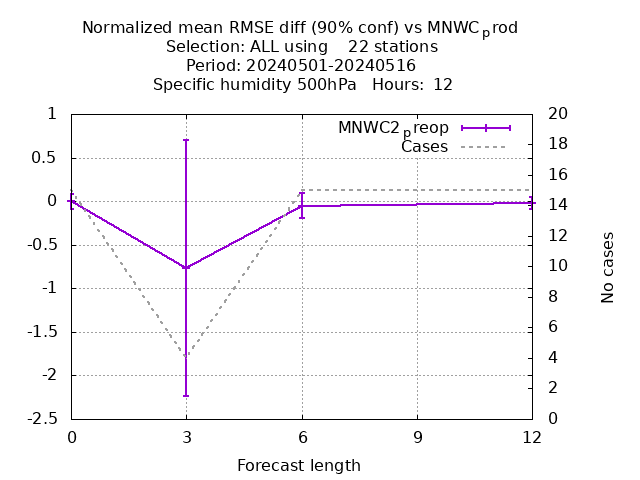 Normalized mean RMSE diff (90% conf) vs MNWCprod
Selection: ALL using    22 stations
Period: 20240501-20240516
Specific humidity 500hPa   Hours:  12
MNWC2preop
Cases
1
0.5
0
-0.5
-1
-1.5
-2
-2.5
20
18
16
14
12
10
8
6
4
2
0
No cases
0 3 6 9 12
Forecast length